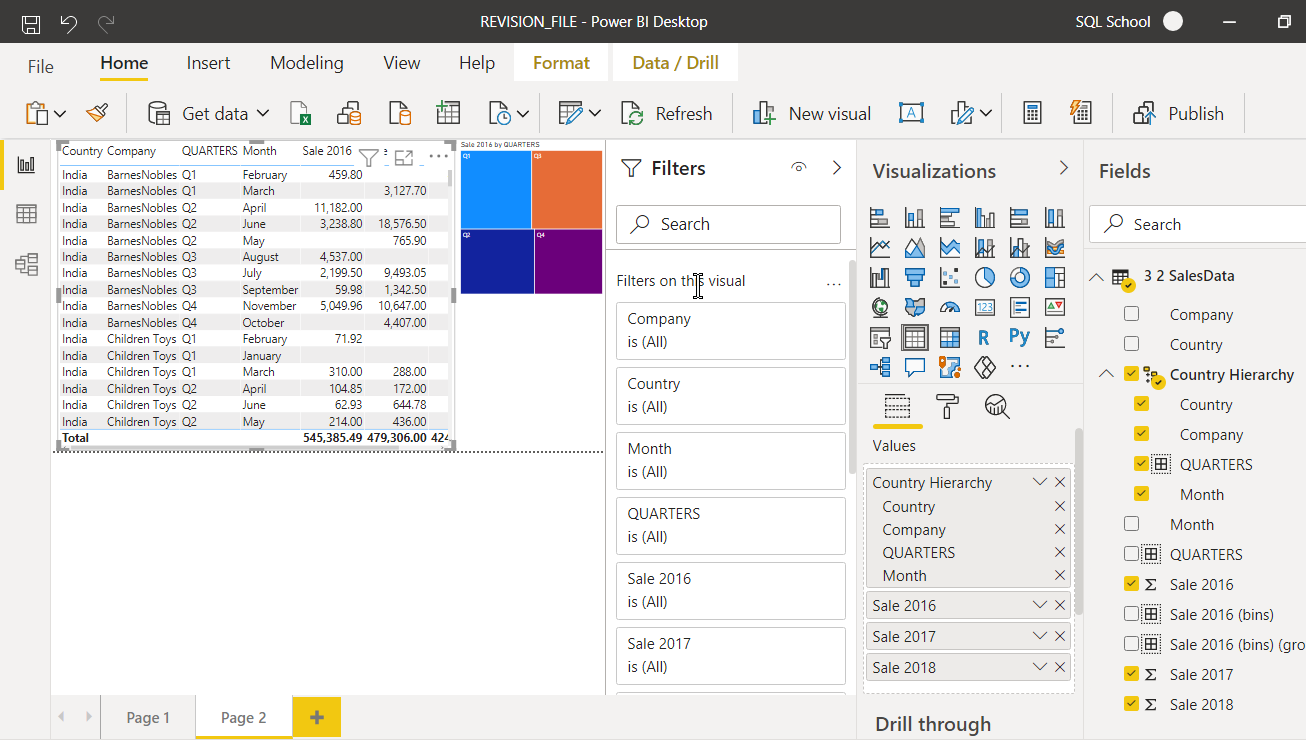 REVISION_FILE - Power BI Desktop
SQL School
File Home Insert Modeling View Help Format Data / Drill
Get data Refresh New visual Publish
Country Company QUARTERS Month Sale 2016
India BarnesNobles Q1 February 459.80
India BarnesNobles Q1 March 3,127.70
India BarnesNobles Q2 April 11,182.00
India BarnesNobles Q2 June 3,238.80 18,576.50
India BarnesNobles Q2 May 765.90
India BarnesNobles Q3 August 4,537.00
India BarnesNobles Q3 July 2,199.50 9,493.05
India BarnesNobles Q3 September 59.98 1,342.50
India BarnesNobles Q4 November 5,049.96 10,647.00
India BarnesNobles Q4 October 4,407.00
India Children Toys Q1 February 71.92
India Children Toys Q1 January
India Children Toys Q1 March 310.00 288.00
India Children Toys Q2 April 104.85 172.00
India Children Toys Q2 June 62.93 644.78
India Children Toys Q2 May 214.00 436.00
Total 545,385.49 479,306.00 424
Sale 2016 by QUARTERS
Q1 Q3
Q2 Q4
Filters
Search
Filters on this visual
Company
is (All)
Country
is (All)
Month
is (All)
QUARTERS
is (All)
Sale 2016
is (All)
Sale 2017
is (All)
Visualizations
R Py
123
Values
Country Hierarchy
Country
Company
QUARTERS
Month
Sale 2016
Sale 2017
Sale 2018
Drill through
Fields
Search
3 2 SalesData
Company
Country
Country Hierarchy
Country
Company
QUARTERS
Month
Month
QUARTERS
Sale 2016
Sale 2016 (bins)
Sale 2016 (bins) (gro
Sale 2017
Sale 2018
Page 1 Page 2